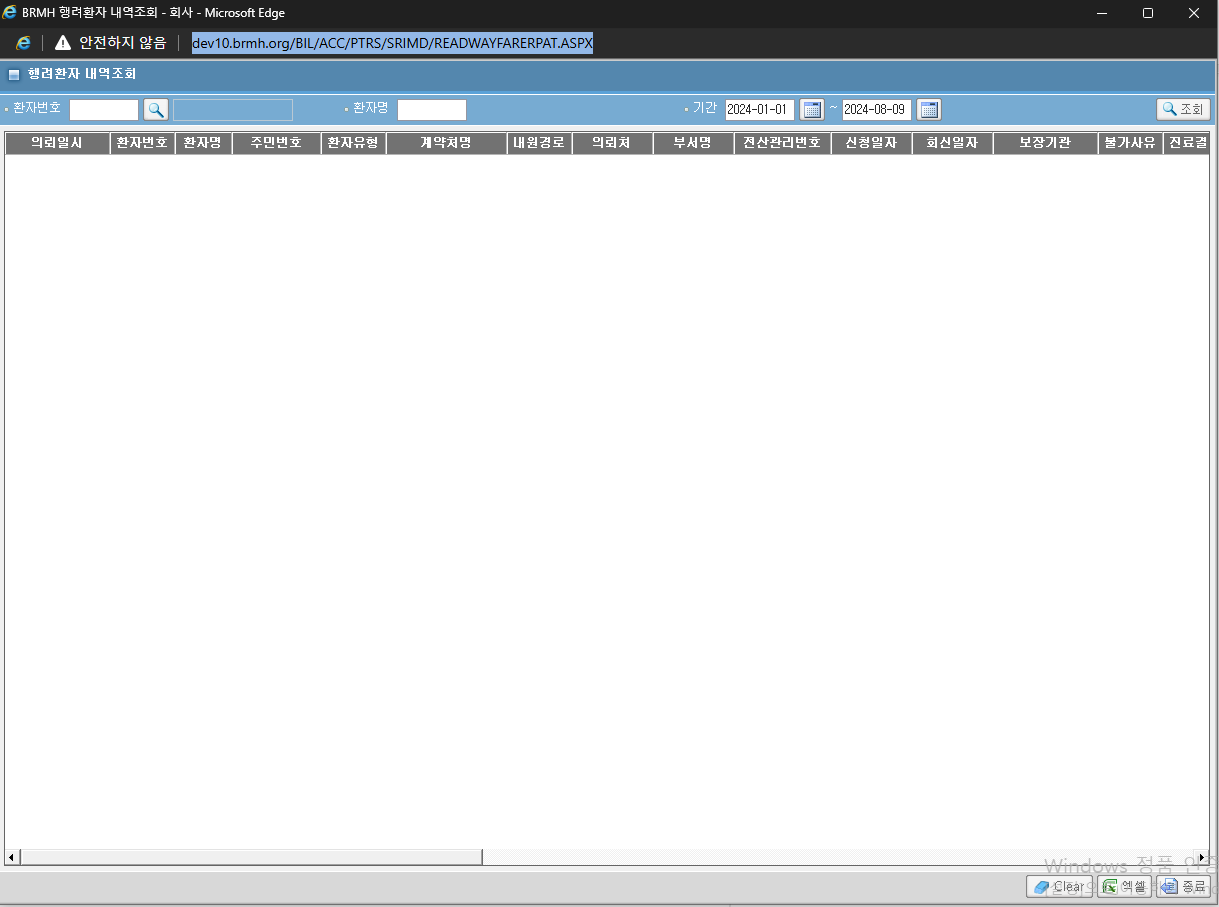 BRMH 행려환자 내역조회 - 회사 - Microsoft Edge
안전하지 않음 dev10.brmh.org/BIL/ACC/PTRS/SRIMD/READWAYFARERPAT.ASPX
행려환자 내역조회
환자번호 환자명 기간 2024-01-01 ~ 2024-08-09 조회
의뢰일시 환자번호 환자명 주민번호 환자유형 계약처명 내원경로 의뢰처 부서명 전산관리번호 신청일자 회신일자 보장기관 불가사유 진료결
Windows 정품 인증
Clear 엑셀 종료